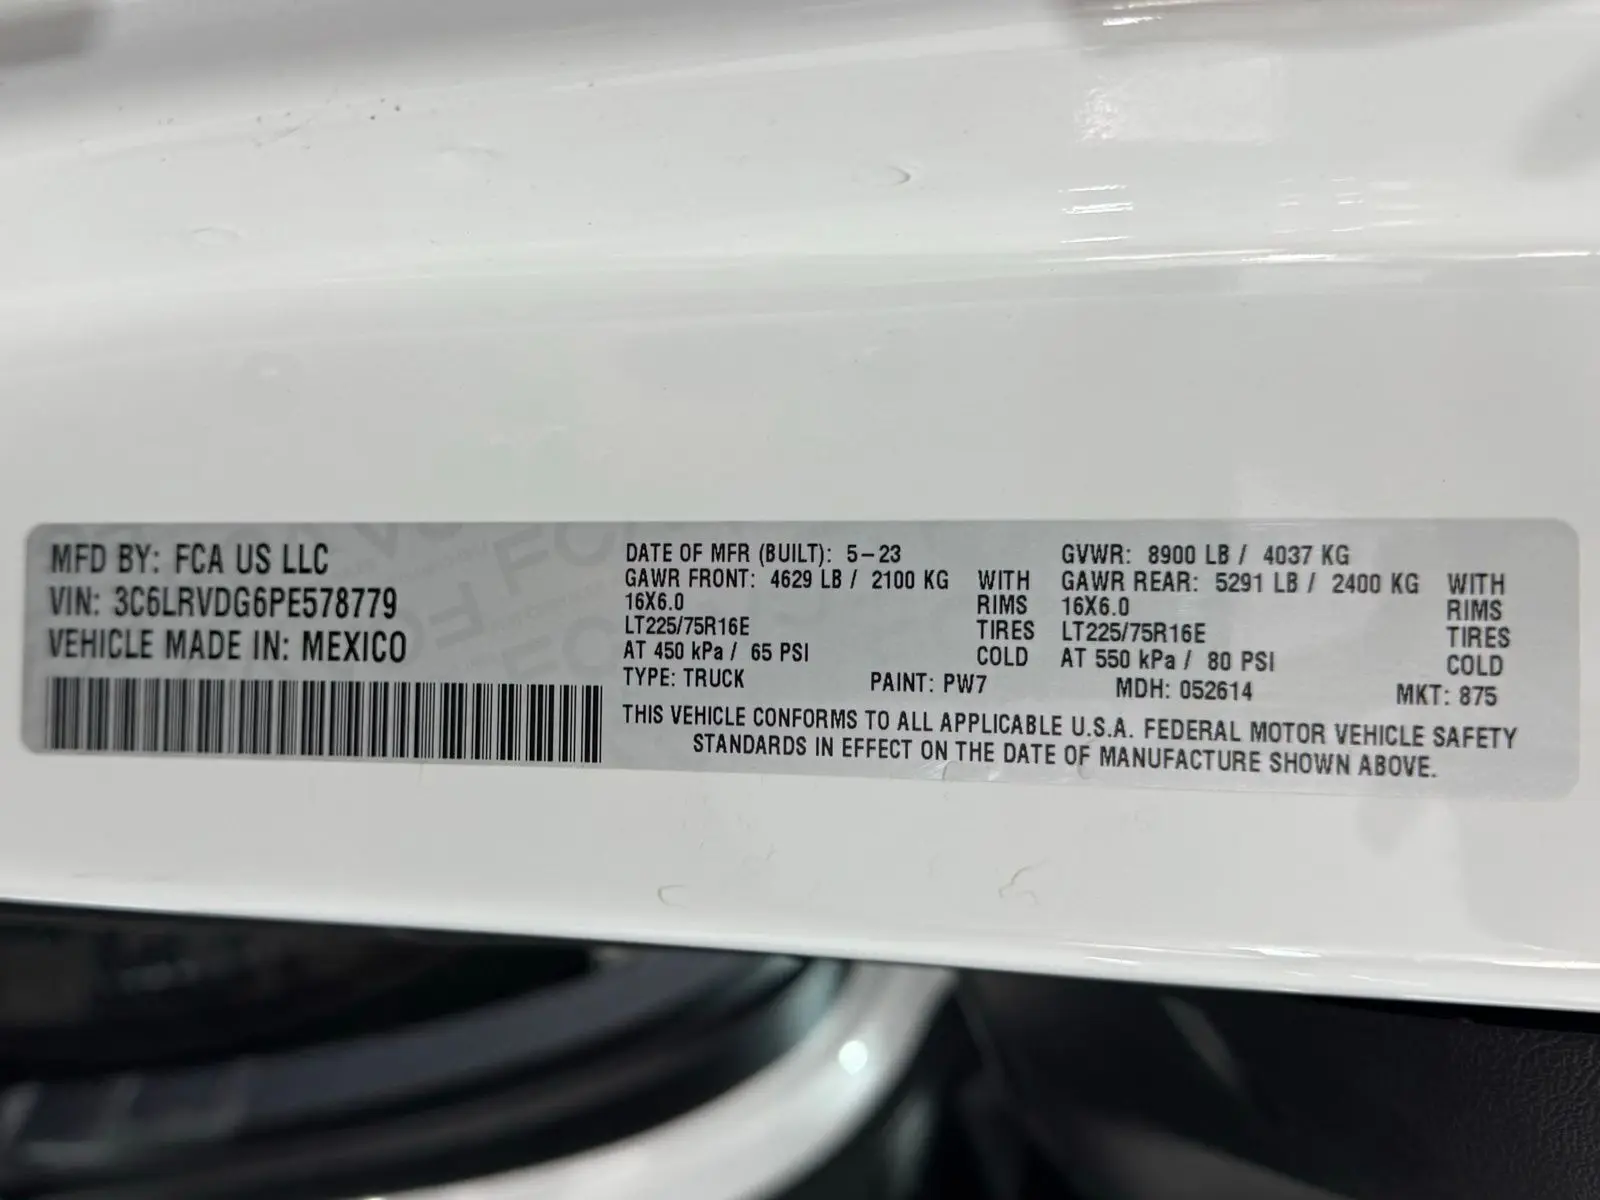 MFD BY: FCA US LLC
VIN: 3C6LRVDG6PE578779
VEHICLE MADE IN: MEXICO
DATE OF MFR (BUILT): 5-23
GVWR: 8900 LB / 4037 KG
GAWR FRONT: 4629 LB / 2100 KG WITH
16X6.0 RIMS
LT225/75R16E TIRES
AT 450 kPa / 65 PSI COLD
GAWR REAR: 5291 LB / 2400 KG WITH
16X6.0 RIMS
LT225/75R16E TIRES
AT 550 kPa / 80 PSI COLD
TYPE: TRUCK PAINT: PW7 MDH: 052614 MKT: 875
THIS VEHICLE CONFORMS TO ALL APPLICABLE U.S.A. FEDERAL MOTOR VEHICLE SAFETY
STANDARDS IN EFFECT ON THE DATE OF MANUFACTURE SHOWN ABOVE.